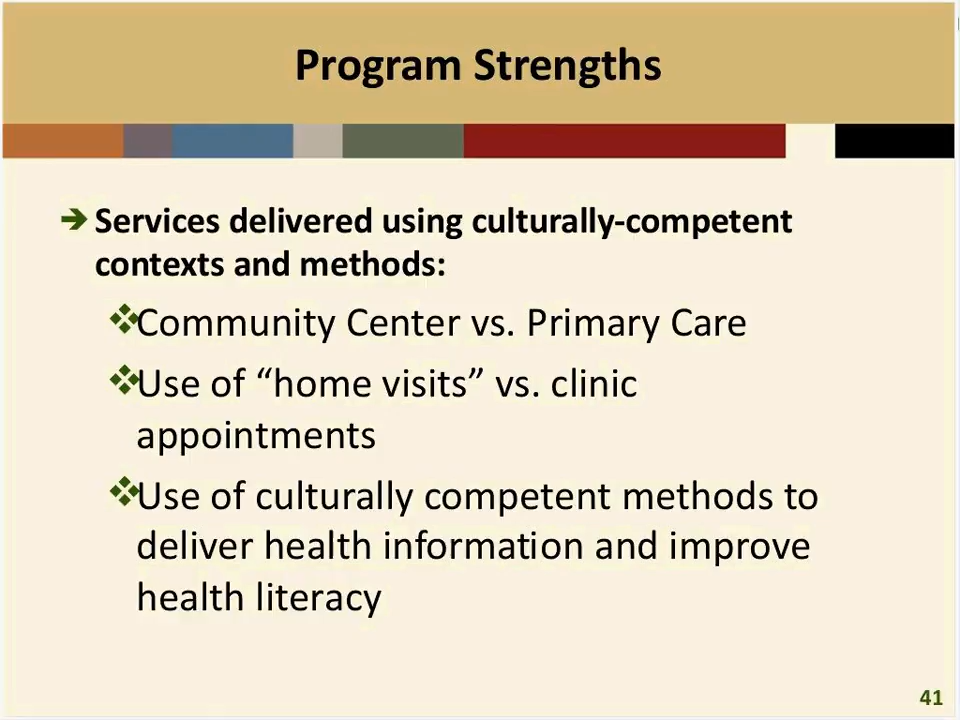 Program Strengths
Services delivered using culturally-competent
contexts and methods:
Community Center vs. Primary Care
Use of “home visits” vs. clinic
appointments
Use of culturally competent methods to
deliver health information and improve
health literacy
41